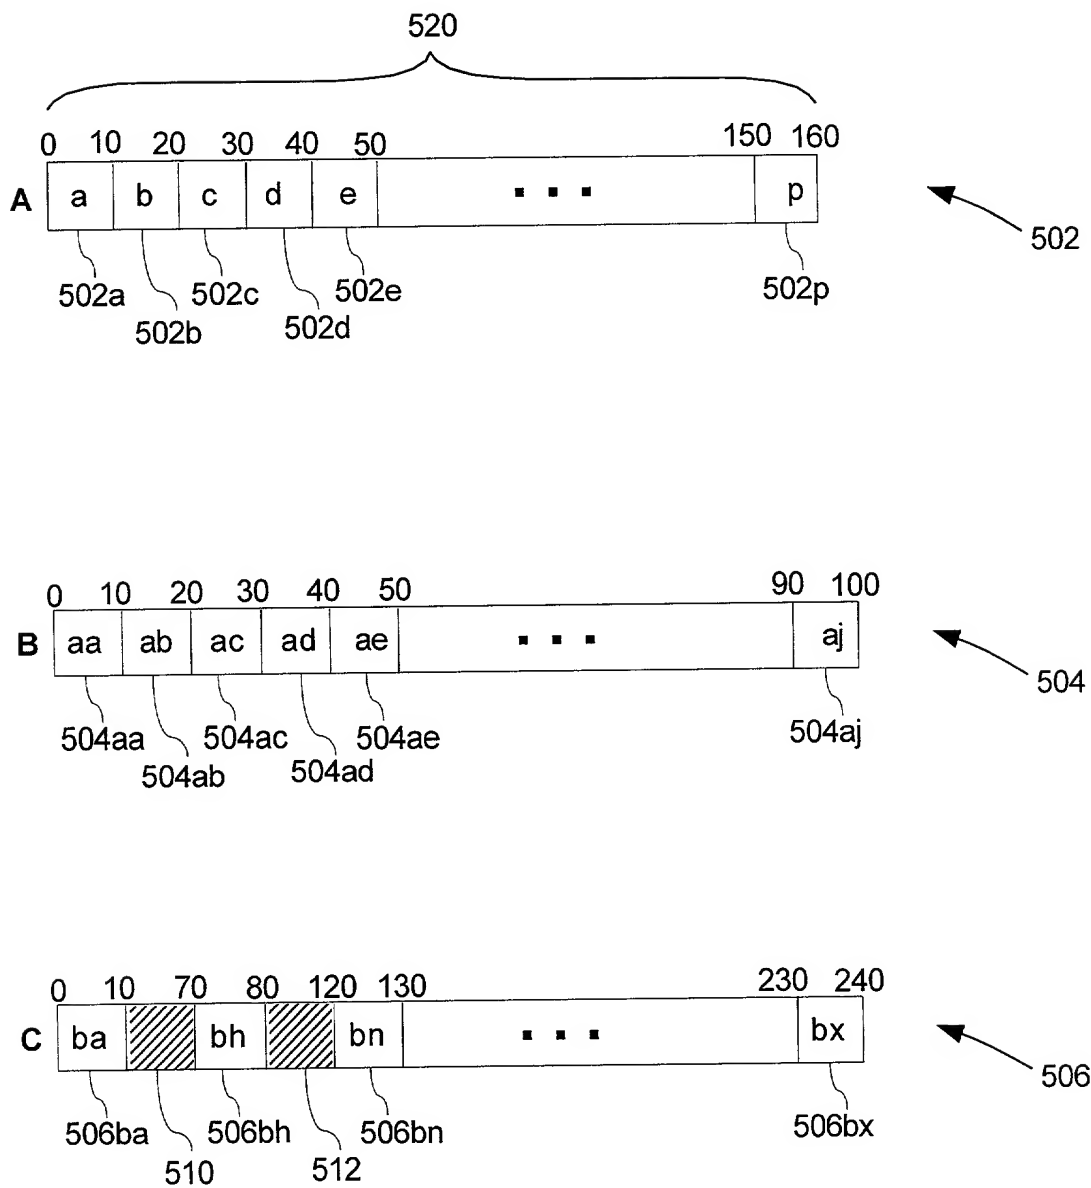 520
0 10 20 30 40 50 150 160
A a b c d e ▪ ▪ ▪ p
502
502a 502c 502e 502p
502b 502d
0 10 20 30 40 50 90 100
B aa ab ac ad ae ▪ ▪ ▪ aj
504
504aa 504ac 504ae 504aj
504ab 504ad
0 10 70 80 120 130 230 240
C ba bh bn ▪ ▪ ▪ bx
506
506ba 506bh 506bn 506bx
510 512